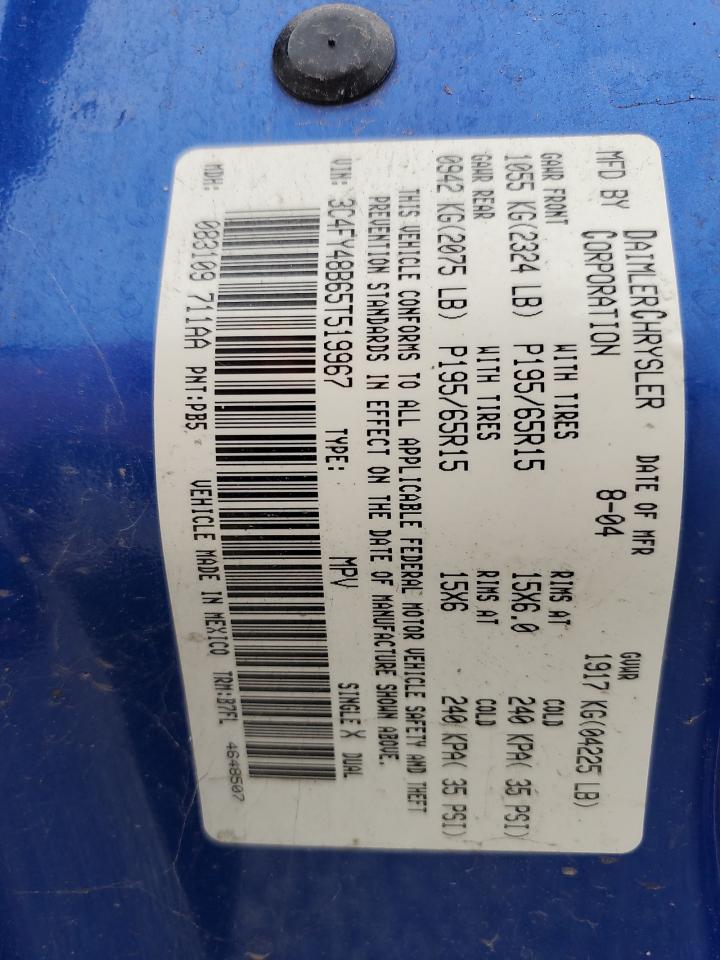 MFD BY DAIMLERCHRYSLER DATE OF MFR GVWR
CORPORATION 8-04 1917 KG(04225 LB)
GAWR FRONT WITH TIRES RIMS AT COLD
1055 KG(2324 LB) P195/65R15 15X6.0 240 KPA( 35 PSI)
GAWR REAR WITH TIRES RIMS AT COLD
0942 KG(2075 LB) P195/65R15 15X6 240 KPA( 35 PSI)
THIS VEHICLE CONFORMS TO ALL APPLICABLE FEDERAL MOTOR VEHICLE SAFETY AND THEFT
PREVENTION STANDARDS IN EFFECT ON THE DATE OF MANUFACTURE SHOWN ABOVE.
VIN: 3C4FY48B65T519967 TYPE: MPV SINGLE X DUAL
MDH: 083109 711AA PNT:PB5 VEHICLE MADE IN MEXICO TRM:B7FL 4648507